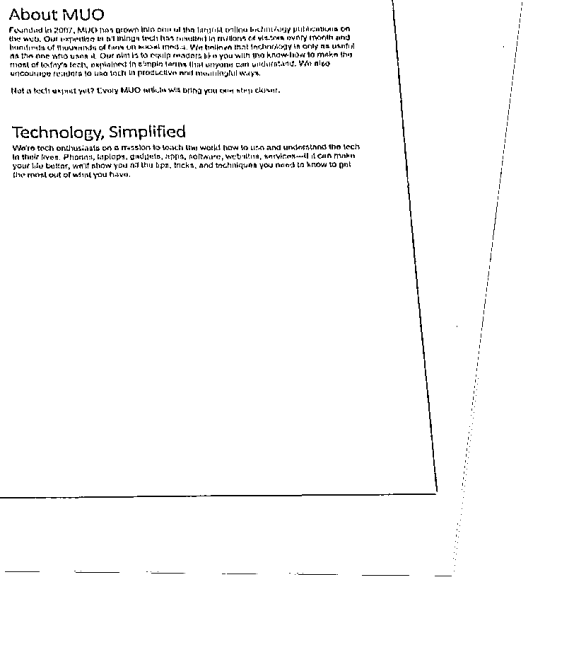 About MUO
Founded in 2007, MUO has grown into one of the largest online technology publications on
the web. Our expertise in all things tech has resulted in millions of visitors every month and
hundreds of thousands of fans on social media. We believe that technology is only as useful
as the one who uses it. Our aim is to equip readers like you with the know-how to make the
most of today's tech, explained in simple terms that anyone can understand. We also
encourage readers to use tech in productive and meaningful ways.
Not a tech expert yet? Every MUO article will bring you one step closer.
Technology, Simplified
We're tech enthusiasts on a mission to teach the world how to use and understand the tech
in their lives. Phones, laptops, gadgets, apps, software, websites, services—if it can make
your life better, we'll show you all the tips, tricks, and techniques you need to know to get
the most out of what you have.